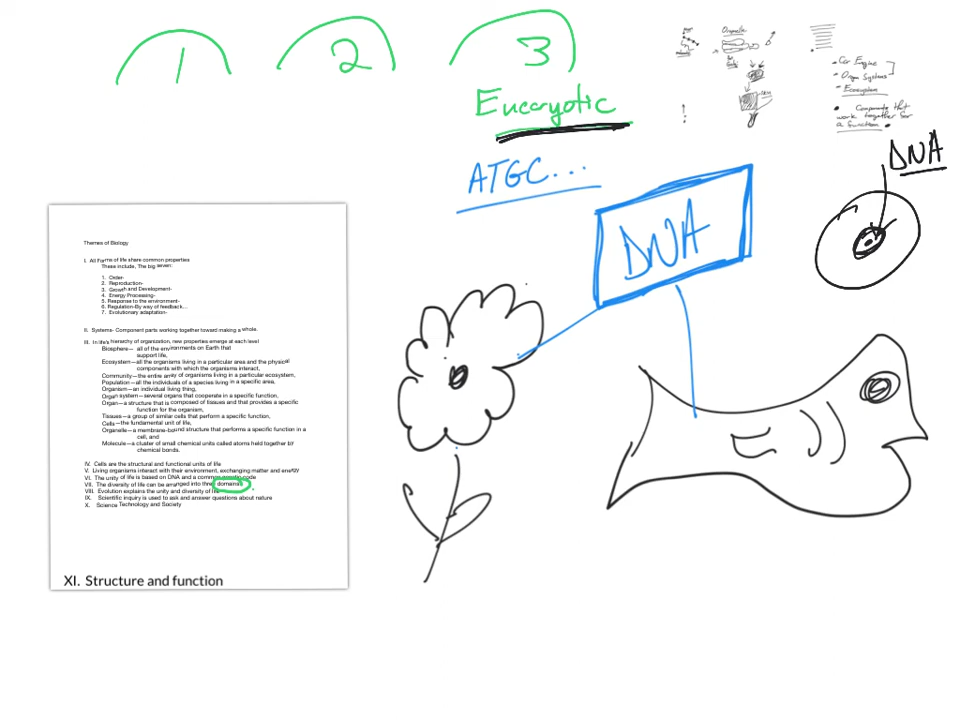 1 2 3
Eucaryotic
ATGC...
DNA
DNA
Organelle
- Car Engine
- Organ Systems
- Ecosystem
• Components that
work together for
a function
Themes of Biology
I. All Forms of life share common properties
These include, The big seven:
1. Order-
2. Reproduction-
3. Growth and Development-
4. Energy Processing-
5. Response to the environment-
6. Regulation-By way of feedback...
7. Evolutionary adaptation-
II. Systems- Component parts working together toward making a whole.
III. In life's hierarchy of organization, new properties emerge at each level
Biosphere— all of the environments on Earth that
support life,
Ecosystem—all the organisms living in a particular area and the physical
components with which the organisms interact,
Community—the entire array of organisms living in a particular ecosystem,
Population—all the individuals of a species living in a specific area,
Organism—an individual living thing,
Organ system—several organs that cooperate in a specific function,
Organ—a structure that is composed of tissues and that provides a specific
function for the organism,
Tissues—a group of similar cells that perform a specific function,
Cells—the fundamental unit of life,
Organelle—a membrane-bound structure that performs a specific function in a
cell, and
Molecule—a cluster of small chemical units called atoms held together by
chemical bonds.
IV. Cells are the structural and functional units of life
V. Living organisms interact with their environment, exchanging matter and energy
VI. The unity of life is based on DNA and a common genetic code
VII. The diversity of life can be arranged into three domains
VIII. Evolution explains the unity and diversity of life
IX. Scientific inquiry is used to ask and answer questions about nature
X. Science Technology and Society
XI. Structure and function